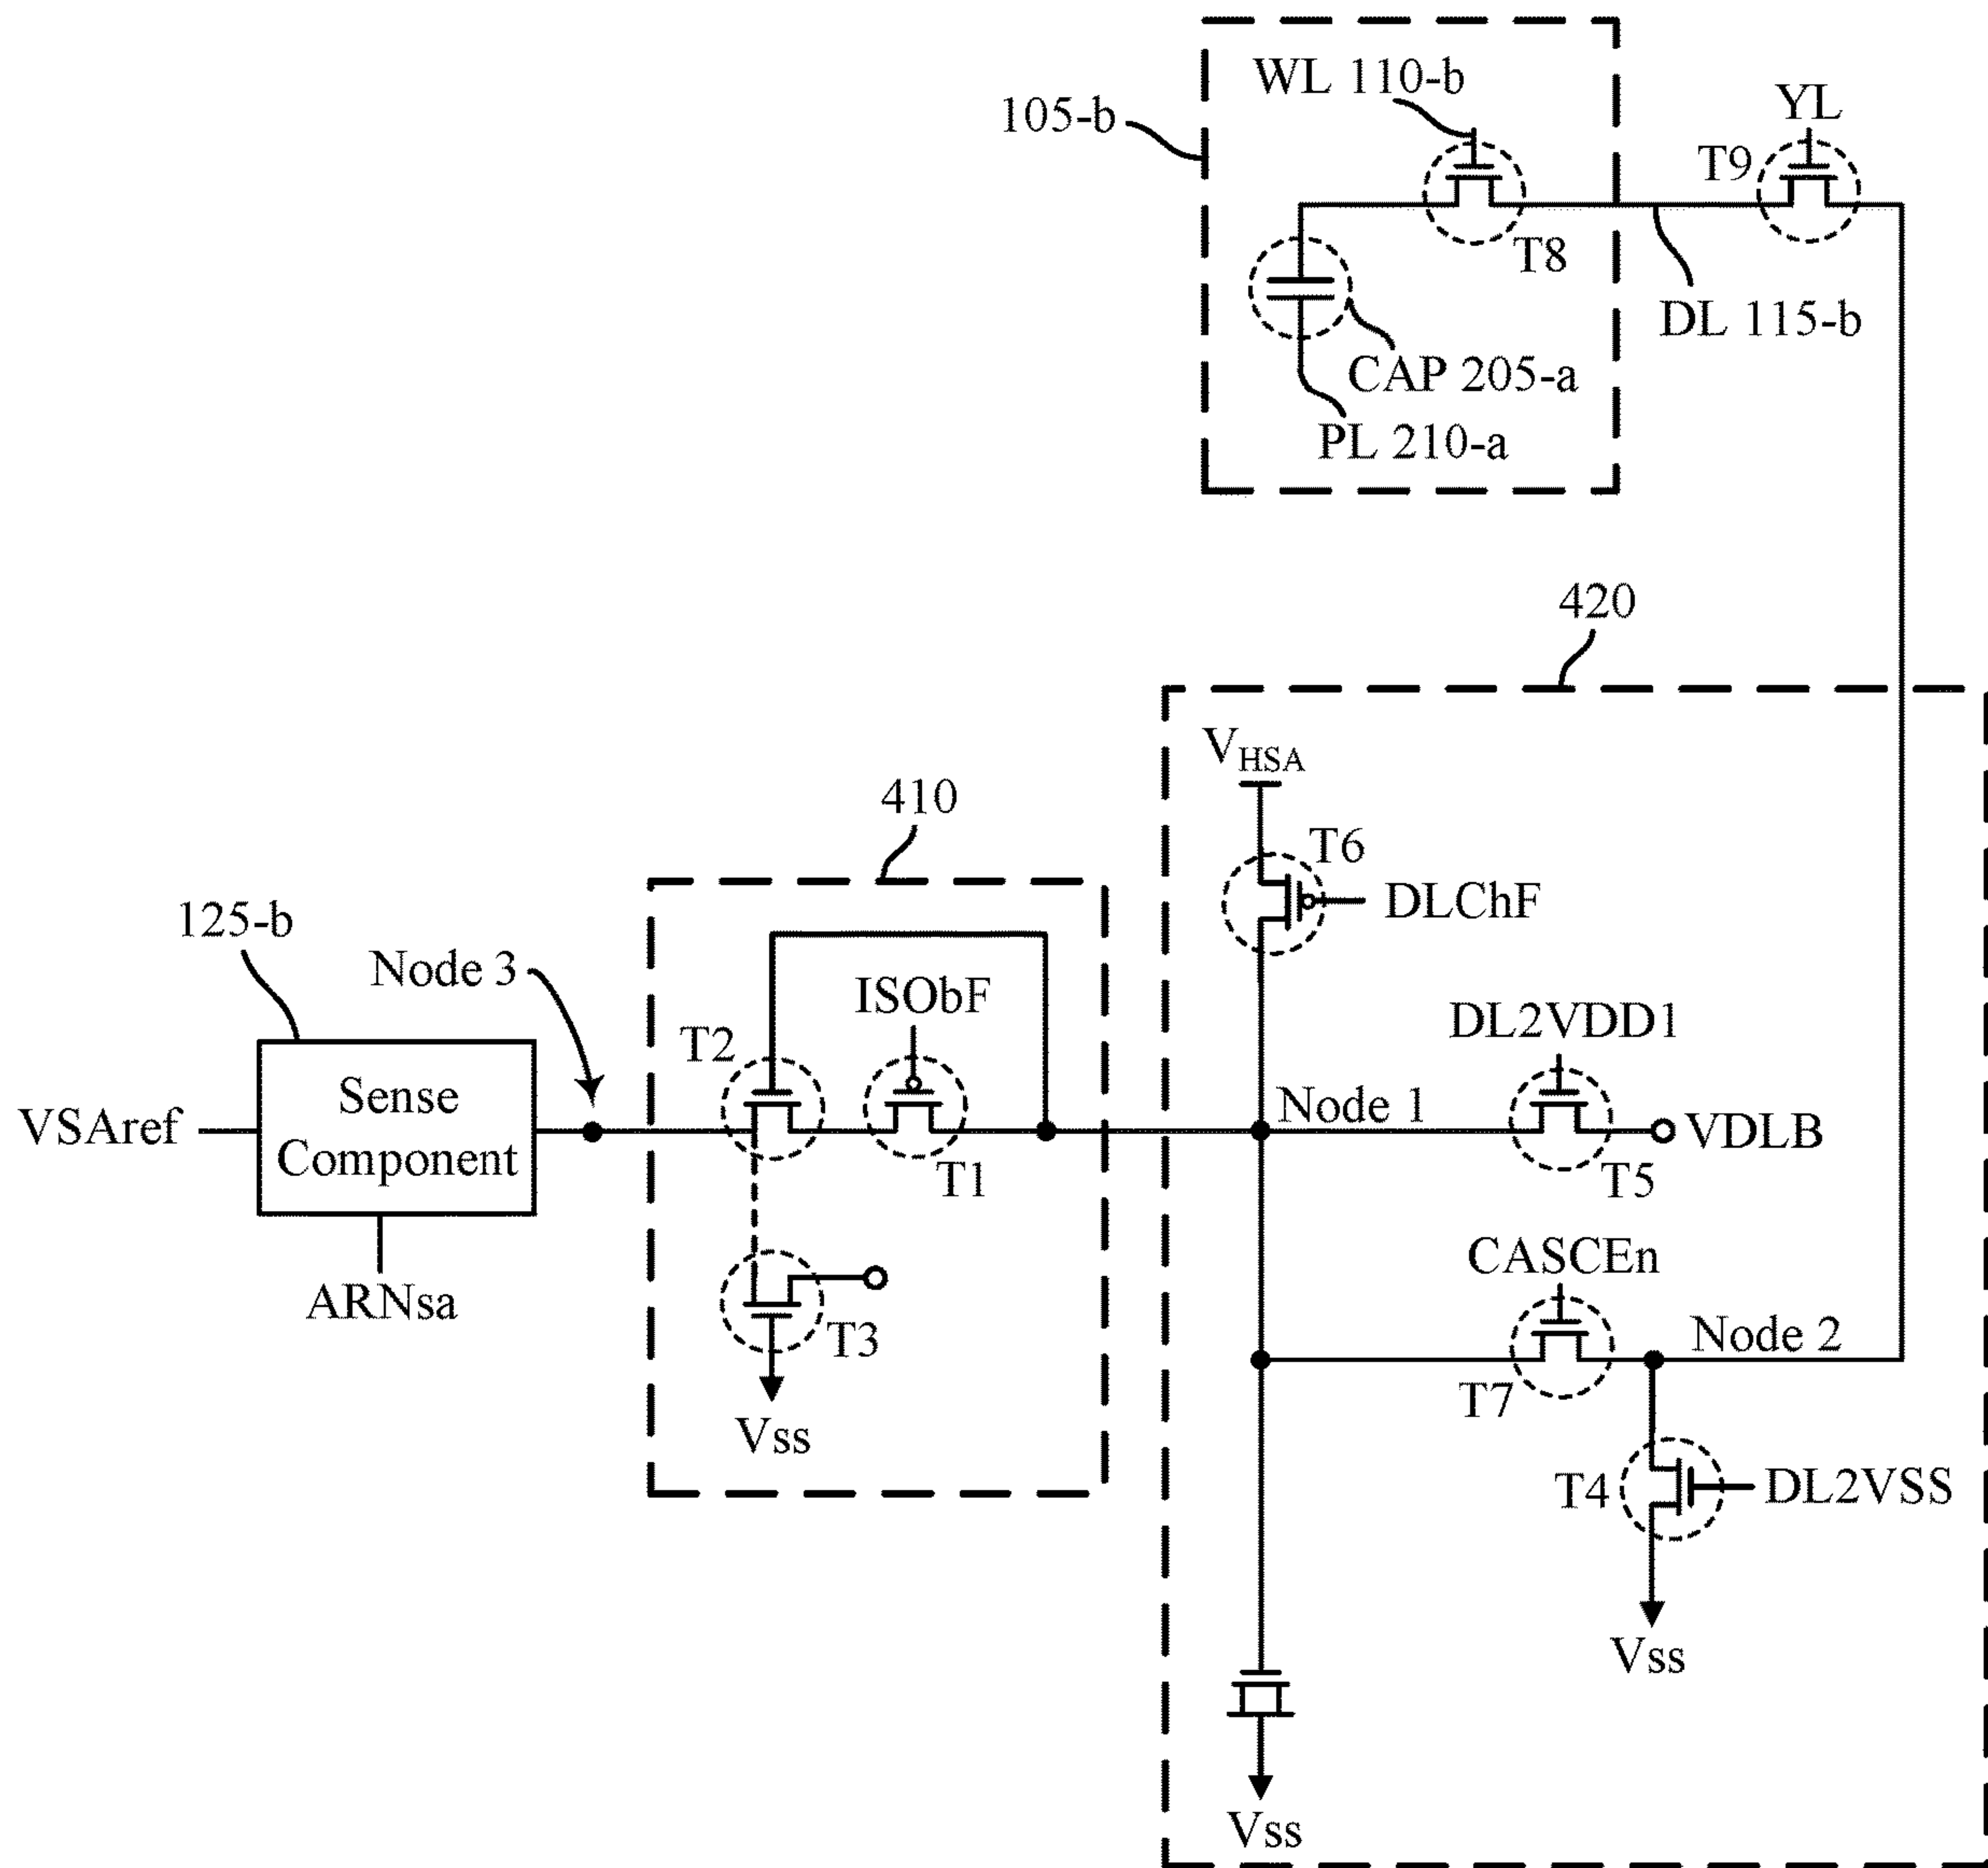 WL 110-b
YL
105-b
T9
T8
DL 115-b
CAP 205-a
PL 210-a
420
VHSA
410
T6
DLChF
125-b
Node 3
ISObF
T2
DL2VDD1
Sense
Component
VSAref
Node 1
VDLB
T1
T5
ARNsa
CASCEn
T3
Node 2
T7
Vss
T4
DL2VSS
Vss
Vss